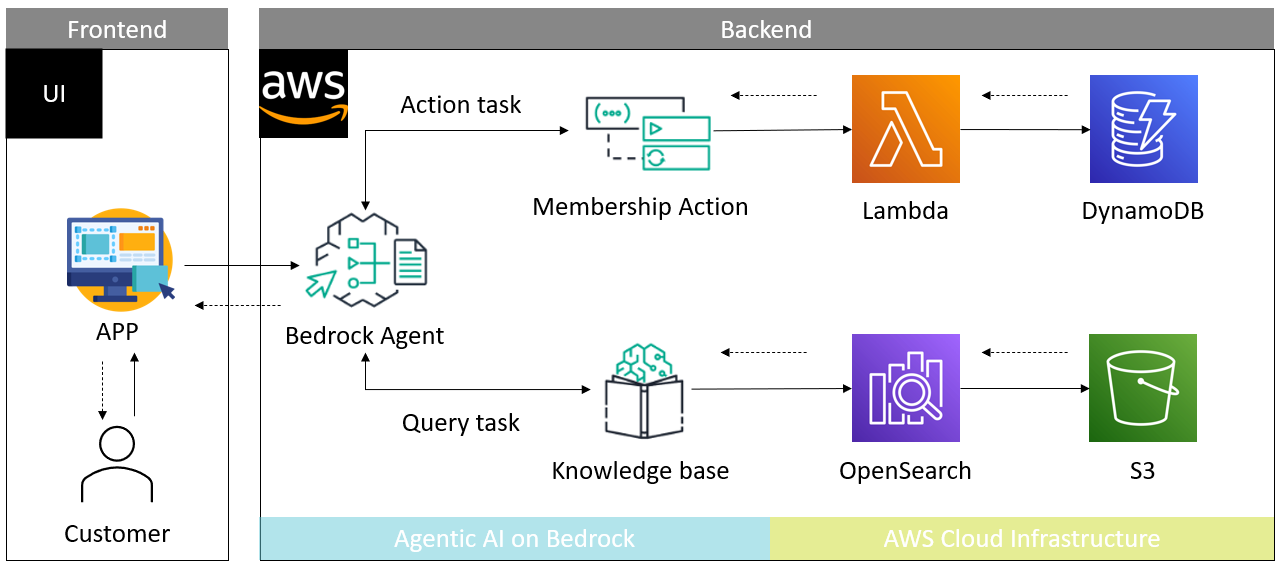 Frontend
Backend
UI
aws
Action task
(•••)
Membership Action
Lambda
DynamoDB
APP
Bedrock Agent
Query task
Knowledge base
OpenSearch
S3
Customer
Agentic AI on Bedrock
AWS Cloud Infrastructure